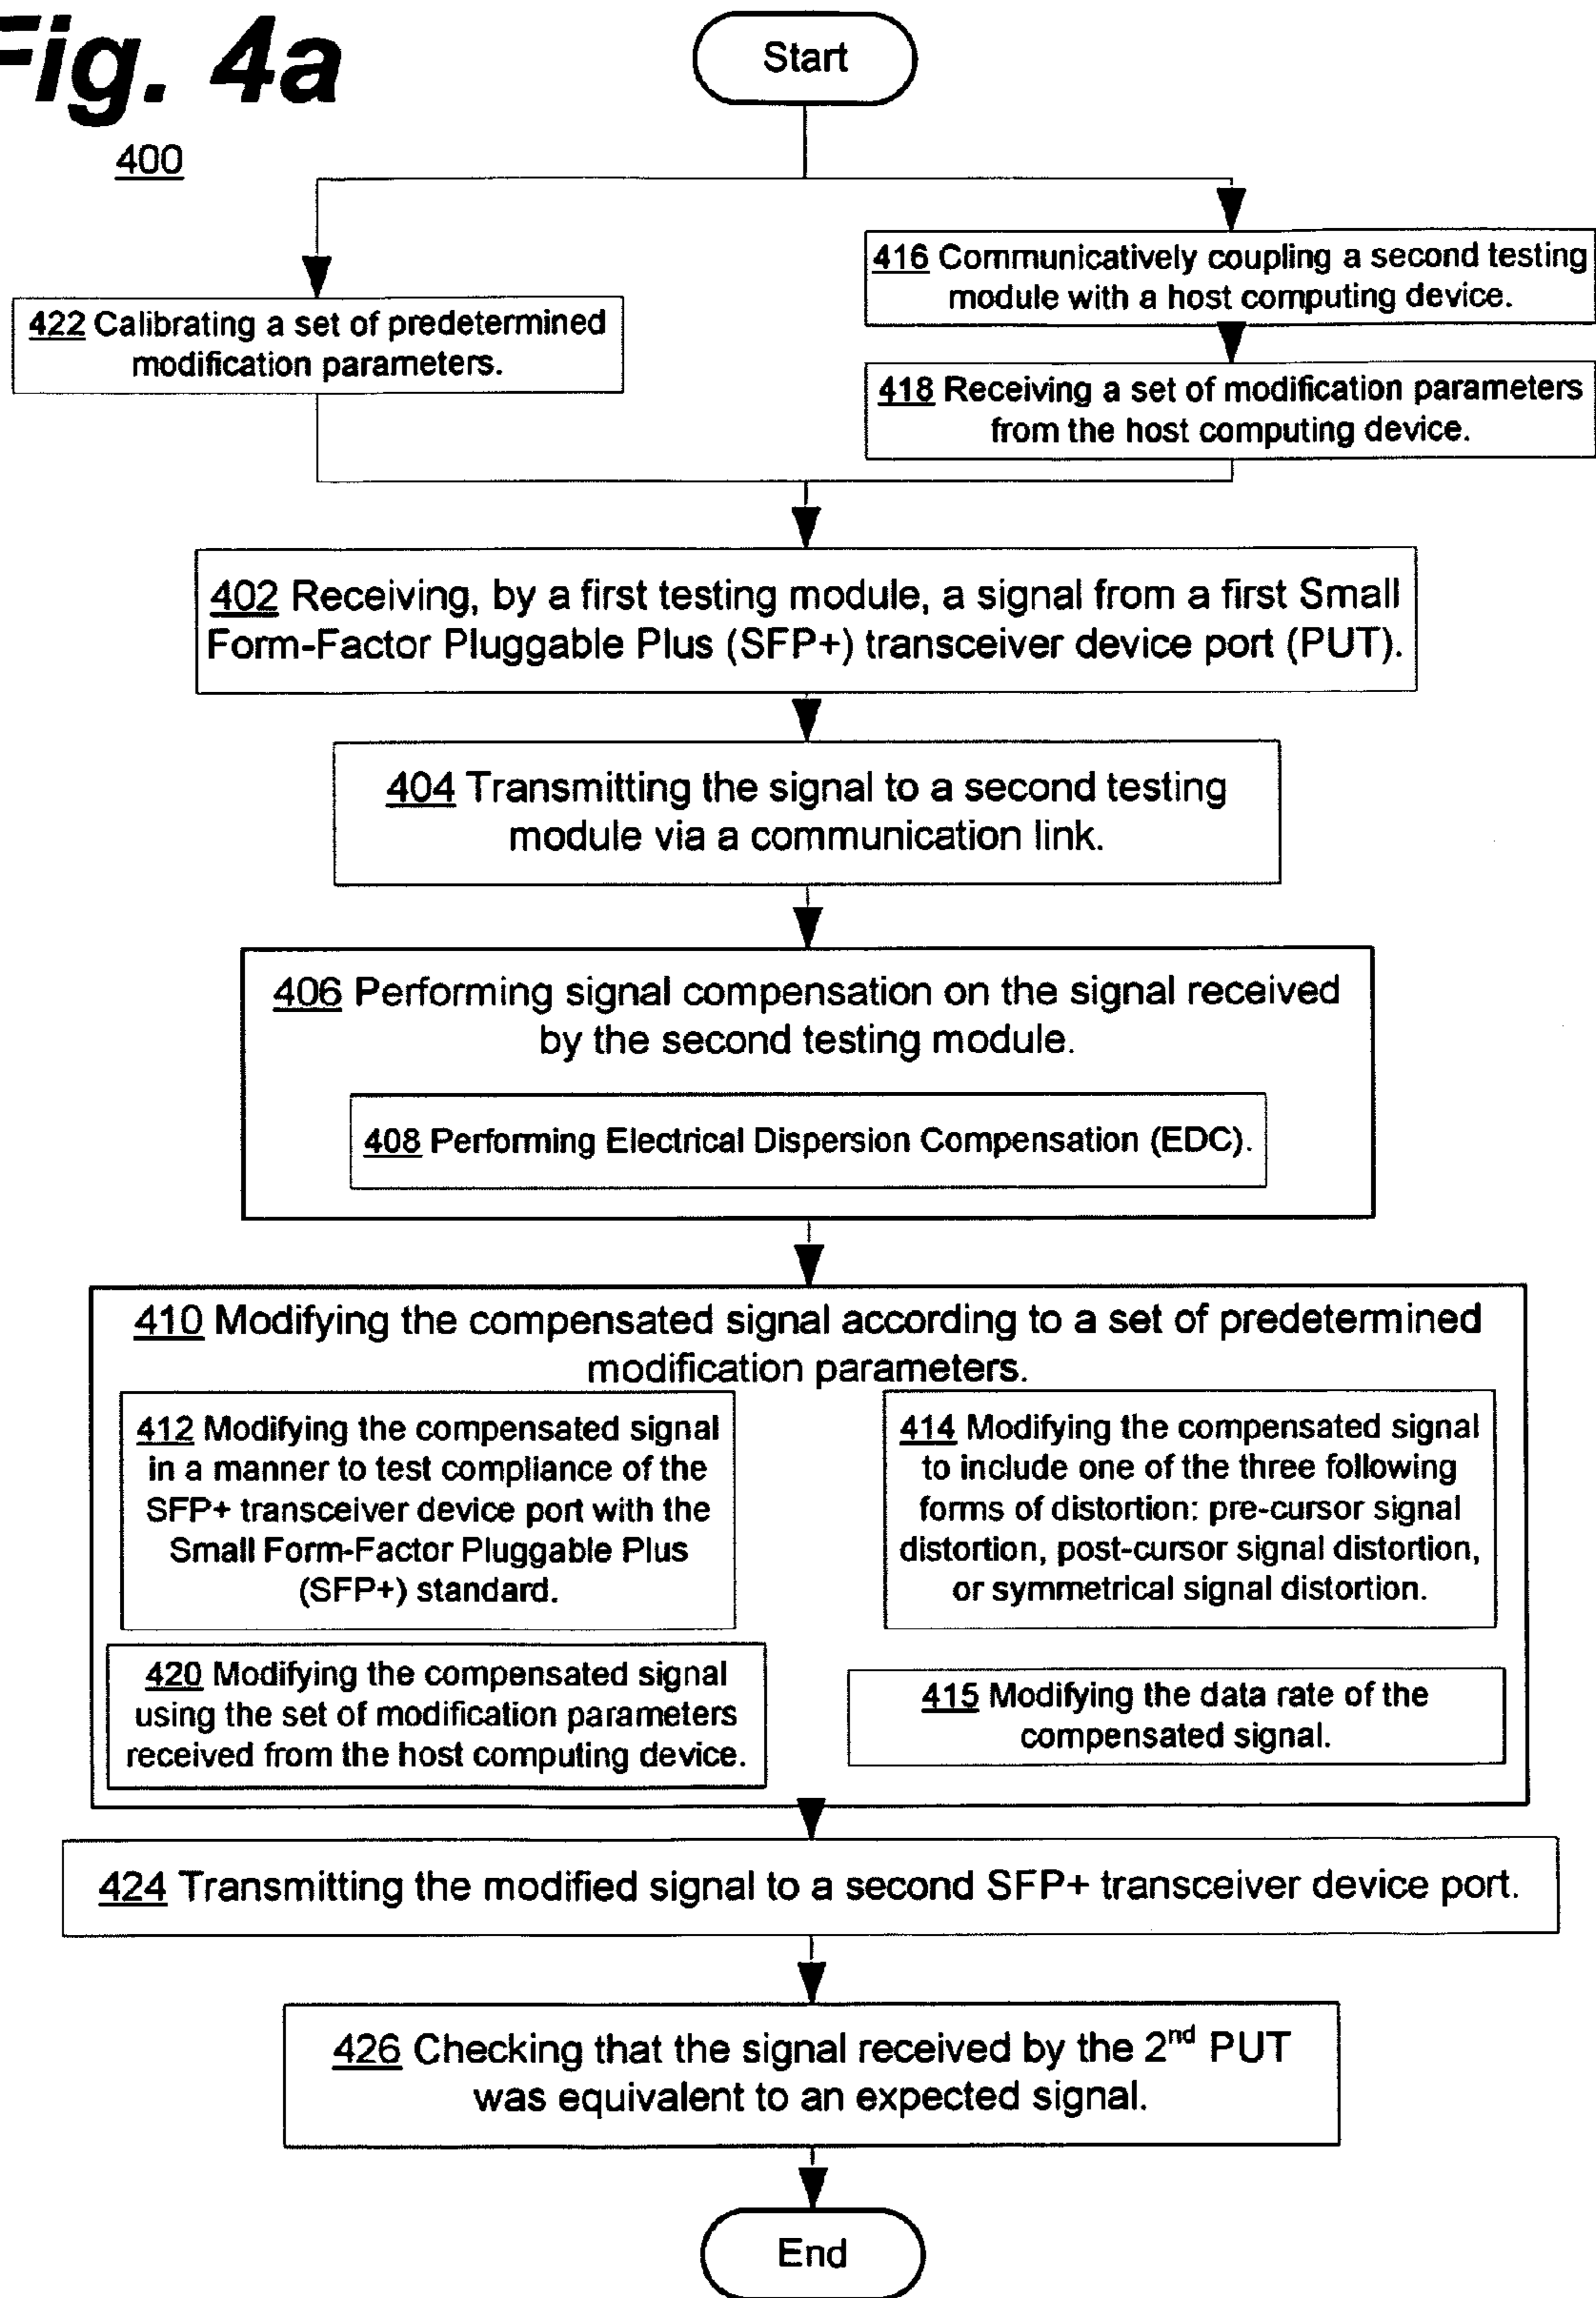 Fig. 4a
400
Start
422 Calibrating a set of predetermined
modification parameters.
416 Communicatively coupling a second testing
module with a host computing device.
418 Receiving a set of modification parameters
from the host computing device.
402 Receiving, by a first testing module, a signal from a first Small
Form-Factor Pluggable Plus (SFP+) transceiver device port (PUT).
404 Transmitting the signal to a second testing
module via a communication link.
406 Performing signal compensation on the signal received
by the second testing module.
408 Performing Electrical Dispersion Compensation (EDC).
410 Modifying the compensated signal according to a set of predetermined
modification parameters.
412 Modifying the compensated signal
in a manner to test compliance of the
SFP+ transceiver device port with the
Small Form-Factor Pluggable Plus
(SFP+) standard.
414 Modifying the compensated signal
to include one of the three following
forms of distortion: pre-cursor signal
distortion, post-cursor signal distortion,
or symmetrical signal distortion.
420 Modifying the compensated signal
using the set of modification parameters
received from the host computing device.
415 Modifying the data rate of the
compensated signal.
424 Transmitting the modified signal to a second SFP+ transceiver device port.
426 Checking that the signal received by the 2nd PUT
was equivalent to an expected signal.
End